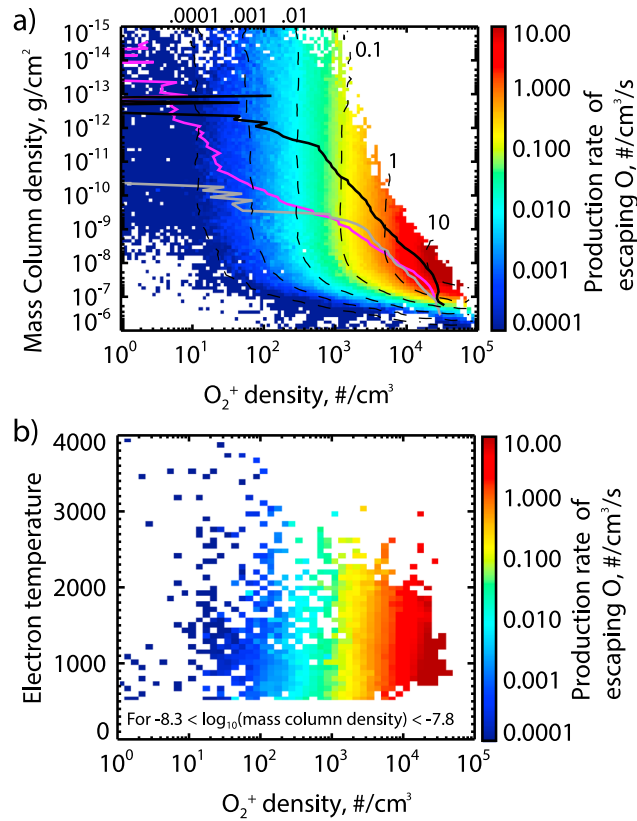 a)
.0001 .001 .01
0.1
1
10
Mass Column density, g/cm²
10⁻¹⁵
10⁻¹⁴
10⁻¹³
10⁻¹²
10⁻¹¹
10⁻¹⁰
10⁻⁹
10⁻⁸
10⁻⁷
10⁻⁶
10⁰ 10¹ 10² 10³ 10⁴ 10⁵
O₂⁺ density, #/cm³
10.00
1.000
0.100
0.010
0.001
0.0001
Production rate of
escaping O, #/cm³/s
b)
Electron temperature
4000
3000
2000
1000
0
For -8.3 < log₁₀(mass column density) < -7.8
10⁰ 10¹ 10² 10³ 10⁴ 10⁵
O₂⁺ density, #/cm³
10.00
1.000
0.100
0.010
0.001
0.0001
Production rate of
escaping O, #/cm³/s